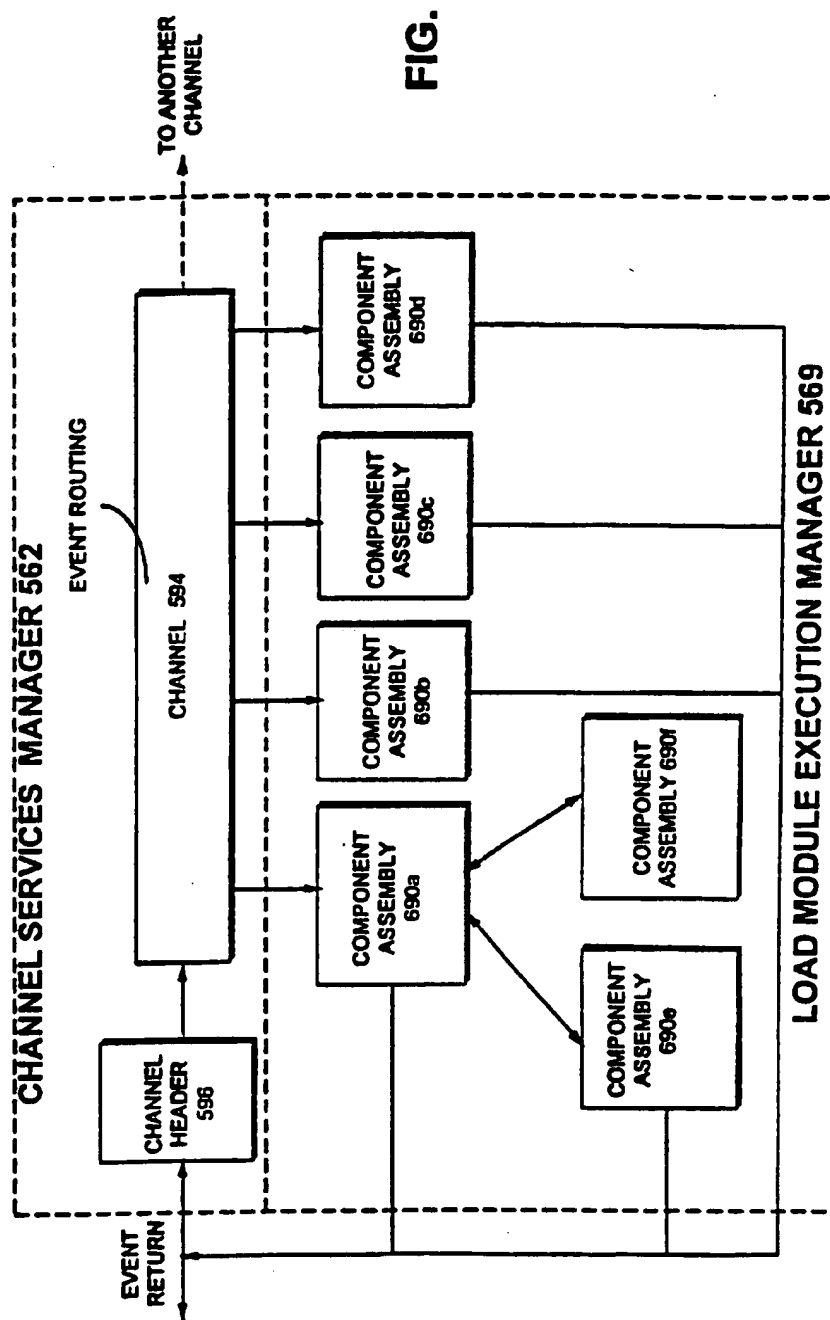 CHANNEL SERVICES MANAGER 562
EVENT ROUTING
TO ANOTHER
CHANNEL
FIG.
EVENT
RETURN
CHANNEL
HEADER
596
CHANNEL 594
COMPONENT
ASSEMBLY
690a
COMPONENT
ASSEMBLY
690b
COMPONENT
ASSEMBLY
690c
COMPONENT
ASSEMBLY
690d
COMPONENT
ASSEMBLY
690e
COMPONENT
ASSEMBLY 690f
LOAD MODULE EXECUTION MANAGER 569